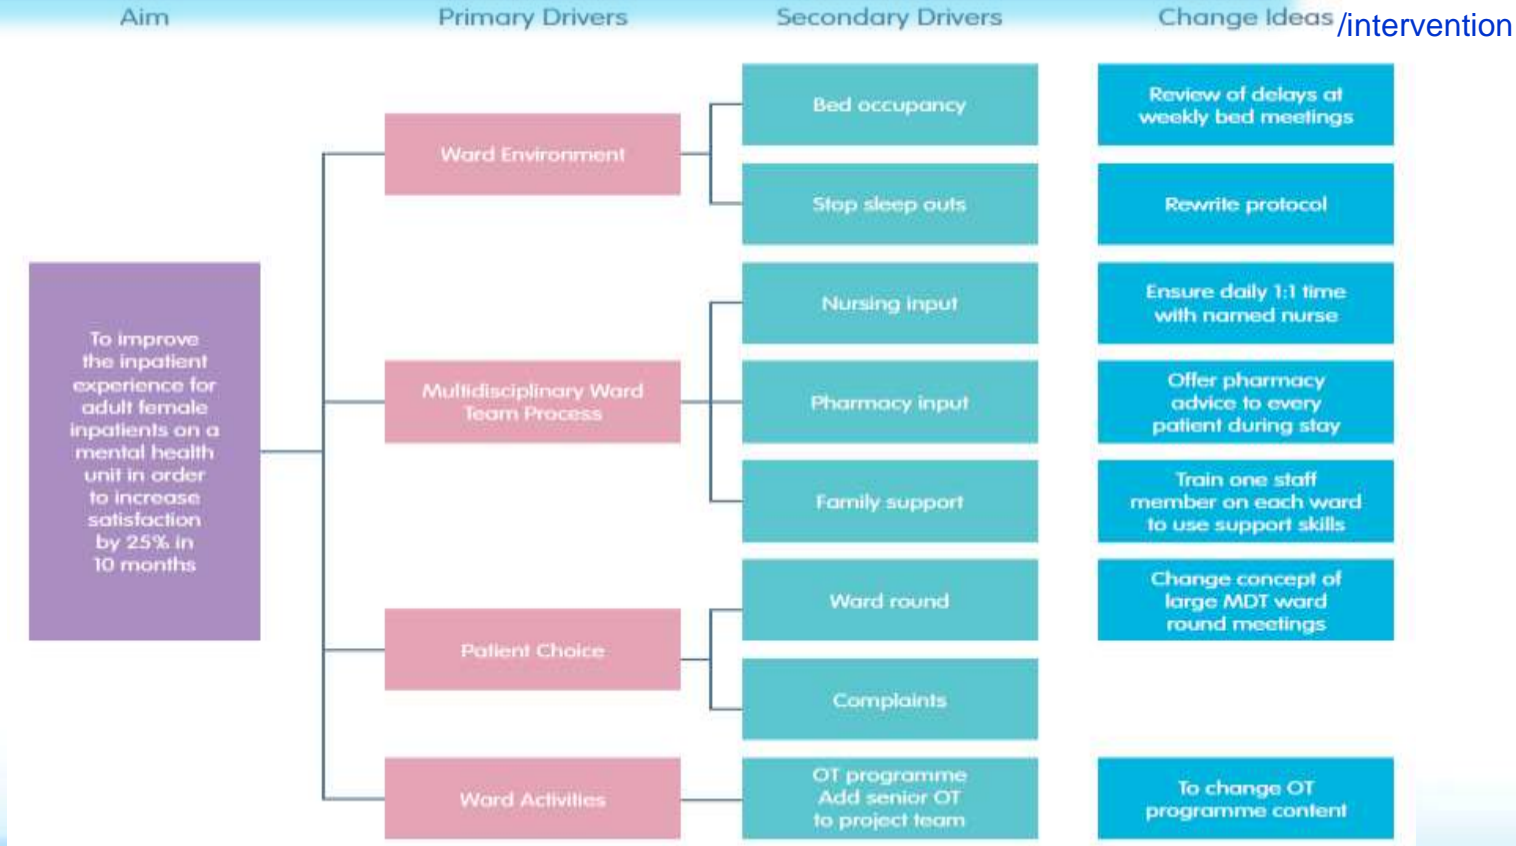 Aim
Primary Drivers
Secondary Drivers
Change Ideas /intervention
Bed occupancy
Review of delays at
weekly bed meetings
Ward Environment
Stop sleep outs
Rewrite protocol
To improve
the inpatient
experience for
adult female
inpatients on a
mental health
unit in order
to increase
satisfaction
by 25% in
10 months
Nursing input
Ensure daily 1:1 time
with named nurse
Multidisciplinary Ward
Team Process
Pharmacy input
Offer pharmacy
advice to every
patient during stay
Family support
Train one staff
member on each ward
to use support skills
Patient Choice
Ward round
Change concept of
large MDT ward
round meetings
Complaints
Ward Activities
OT programme
Add senior OT
to project team
To change OT
programme content